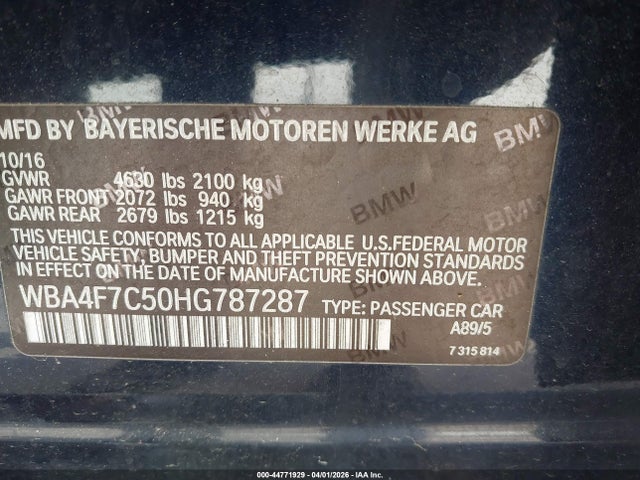 MFD BY BAYERISCHE MOTOREN WERKE AG
10/16
GVWR 4630 lbs 2100 kg
GAWR FRONT 2072 lbs 940 kg
GAWR REAR 2679 lbs 1215 kg
THIS VEHICLE CONFORMS TO ALL APPLICABLE U.S.FEDERAL MOTOR
VEHICLE SAFETY, BUMPER AND THEFT PREVENTION STANDARDS
IN EFFECT ON THE DATE OF MANUFACTURE SHOWN ABOVE.
WBA4F7C50HG787287 TYPE: PASSENGER CAR
A89/5
7 315 814
BMW
BMW
BMW
BMW
000-44771929 - 04/01/2026 - IAA Inc.